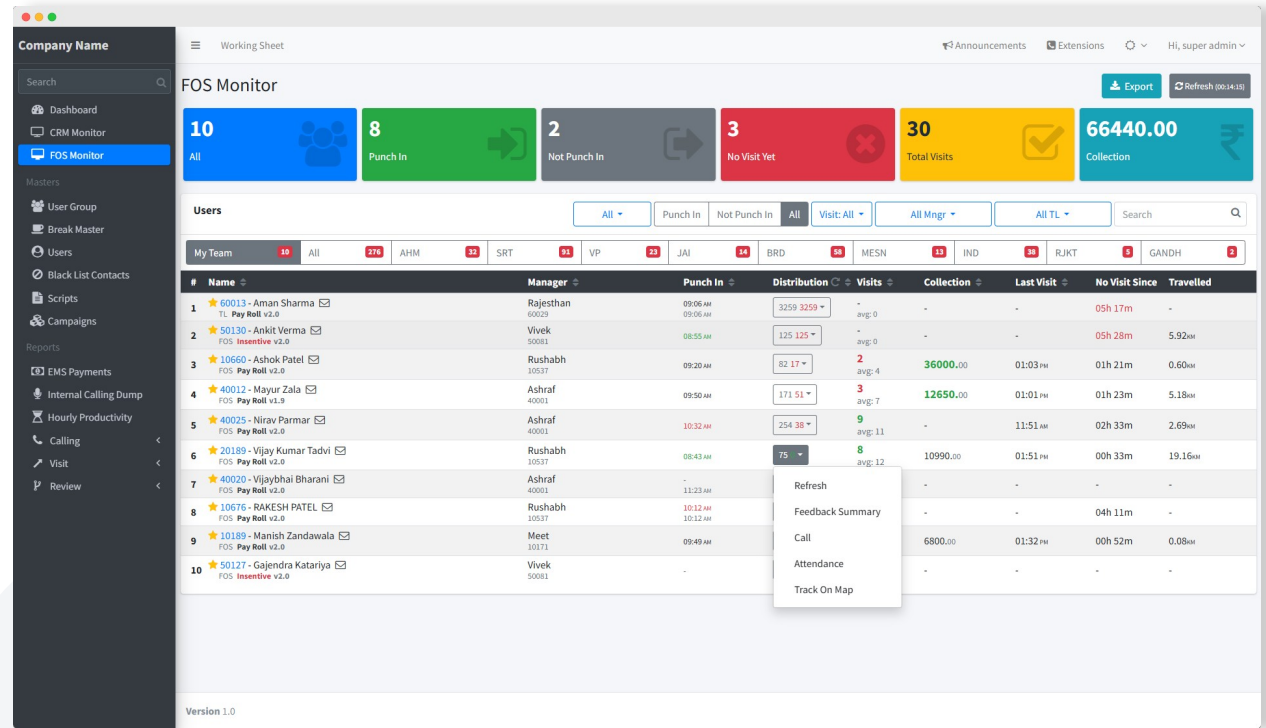 Company Name
Working Sheet
Announcements
Extensions
Hi, super admin
Search
Dashboard
CRM Monitor
FOS Monitor
Masters
User Group
Break Master
Users
Black List Contacts
Scripts
Campaigns
Reports
EMS Payments
Internal Calling Dump
Hourly Productivity
Calling
Visit
Review
FOS Monitor
Export
Refresh (00:14:15)
10
All
8
Punch In
2
Not Punch In
3
No Visit Yet
30
Total Visits
66440.00
Collection
Users
All Punch In Not Punch In All Visit: All All Mngr All TL Search
My Team 10 All 276 AHM 32 SRT 91 VP 23 JAI 14 BRD 58 MESN 13 IND 38 RJKT 5 GANDH 2
# Name Manager Punch In Distribution Visits Collection Last Visit No Visit Since Travelled
1 60013 - Aman Sharma Rajesthan 09:06 AM 3259 3259 - - - 05h 17m -
TL Pay Roll v2.0 60029 09:06 AM avg: 0
2 50130 - Ankit Verma Vivek 08:55 AM 125 125 - - - 05h 28m 5.92KM
FOS Insentive v2.0 50081 avg: 0
3 10660 - Ashok Patel Rushabh 09:20 AM 82 17 2 36000.00 01:03 PM 01h 21m 0.60KM
FOS Pay Roll v2.0 10537 avg: 4
4 40012 - Mayur Zala Ashraf 09:50 AM 171 51 3 12650.00 01:01 PM 01h 23m 5.18KM
FOS Pay Roll v1.9 40001 avg: 7
5 40025 - Nirav Parmar Ashraf 10:32 AM 254 38 9 - 11:51 AM 02h 33m 2.69KM
FOS Pay Roll v2.0 40001 avg: 11
6 20189 - Vijay Kumar Tadvi Rushabh 08:43 AM 75 8 10990.00 01:51 PM 00h 33m 19.16KM
FOS Pay Roll v2.0 10537 avg: 12
7 40020 - Vijaybhai Bharani Ashraf - - - - -
FOS Pay Roll v2.0 40001 11:23 AM
8 10676 - RAKESH PATEL Rushabh 10:12 AM - - 04h 11m -
FOS Pay Roll v2.0 10537 10:12 AM
9 10189 - Manish Zandawala Meet 09:49 AM 6800.00 01:32 PM 00h 52m 0.08KM
FOS Pay Roll v2.0 10171
10 50127 - Gajendra Katariya Vivek - - - - -
FOS Insentive v2.0 50081
Refresh
Feedback Summary
Call
Attendance
Track On Map
Version 1.0